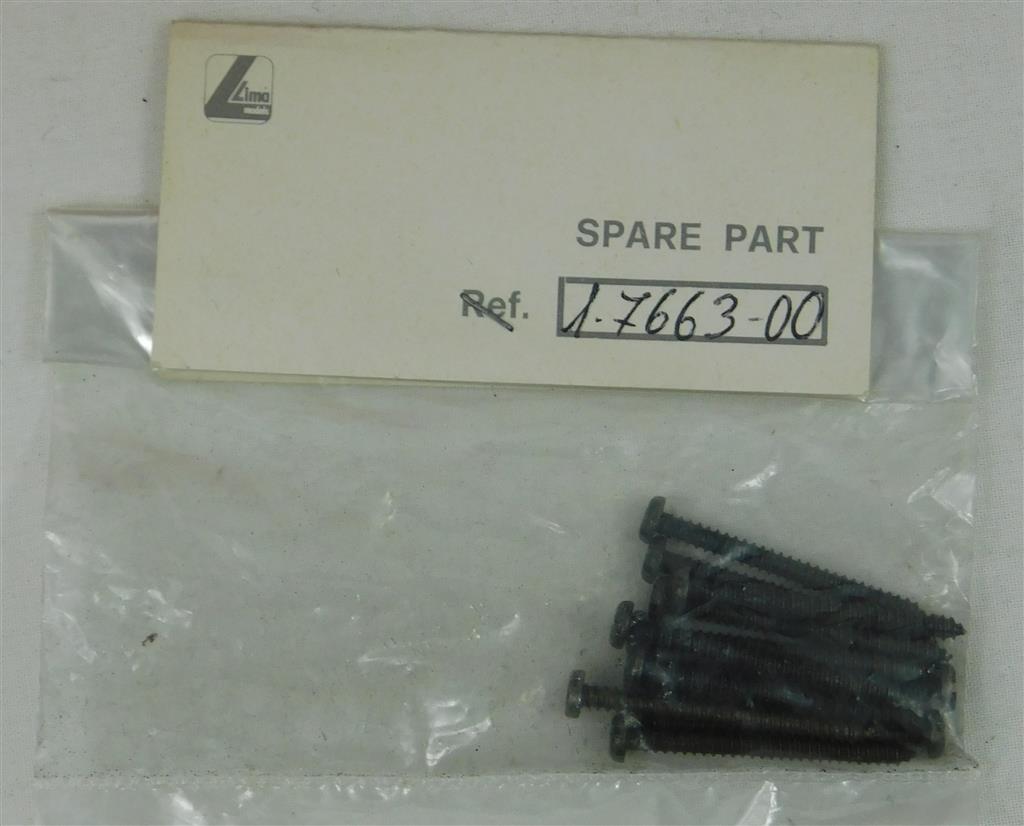 Lima
models
SPARE PART
Ref. 1.7663-00